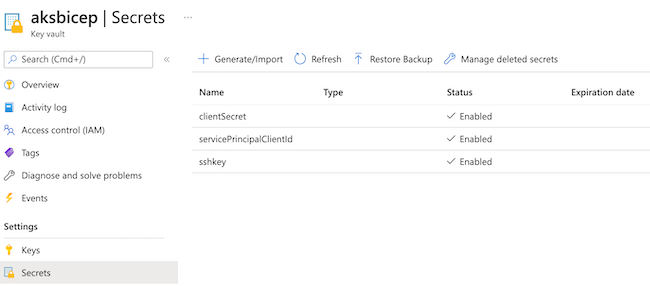 aksbicep | Secrets ...
Key vault
Search (Cmd+/)
«
Generate/Import Refresh Restore Backup Manage deleted secrets
Overview
Activity log
Access control (IAM)
Tags
Diagnose and solve problems
Events
Settings
Keys
Secrets
Name Type Status Expiration date
clientSecret Enabled
servicePrincipalClientId Enabled
sshkey Enabled